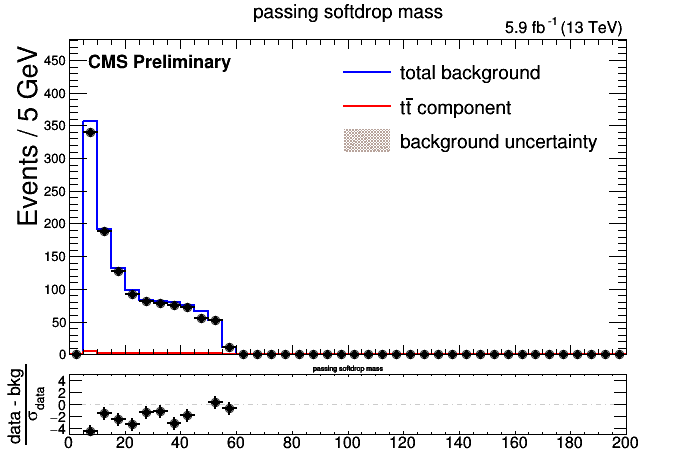 passing softdrop mass
5.9 fb⁻¹ (13 TeV)
CMS Preliminary
total background
tt̄ component
background uncertainty
Events / 5 GeV
450
400
350
300
250
200
150
100
50
0
passing softdrop mass
data - bkg
σ_data
4
2
0
−2
−4
0 20 40 60 80 100 120 140 160 180 200